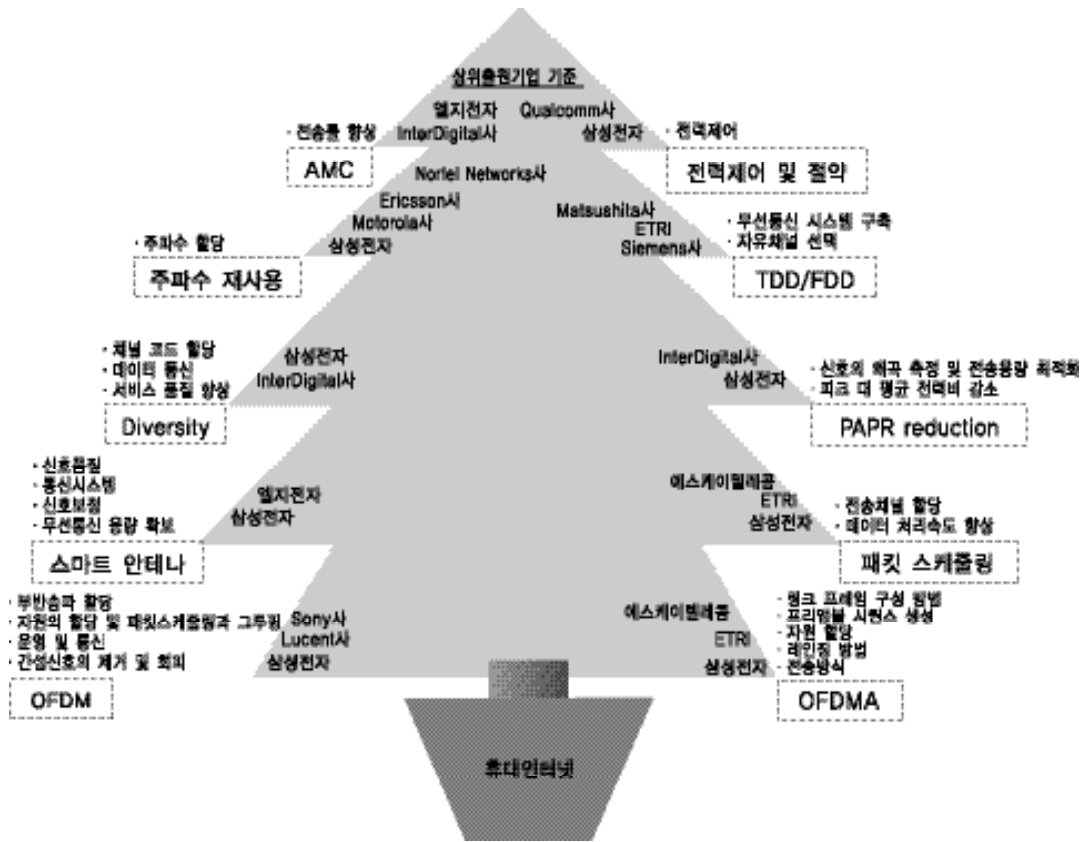 상위출원기업 기준
엘지전자 Qualcomm사
· 전송률 향상 InterDigital사 삼성전자 · 전력제어
AMC 전력제어 및 절약
Nortel Networks사
Ericsson사 Matsushita사
Motorola사 ETRI · 무선통신 시스템 구축
· 주파수 할당 삼성전자 Siemens사 · 자유채널 선택
주파수 재사용 TDD/FDD
· 채널 코드 할당 삼성전자 InterDigital사
· 데이터 통신 InterDigital사 삼성전자 · 신호의 왜곡 측정 및 전송용량 최적화
· 서비스 품질 향상 · 피크 대 평균 전력비 감소
Diversity PAPR reduction
· 신호품질
· 통신시스템 에스케이텔레콤
· 신호보정 엘지전자 ETRI · 전송채널 할당
· 무선통신 용량 확보 삼성전자 삼성전자 · 데이터 처리속도 향상
스마트 안테나 패킷 스케줄링
· 부반송파 할당 · 링크 프레임 구성 방법
· 자원의 할당 및 패킷스케줄링과 그루핑 Sony사 에스케이텔레콤 · 프리앰블 시퀀스 생성
· 운영 및 통신 Lucent사 ETRI · 자원 할당
· 간섭신호의 제거 및 회피 삼성전자 삼성전자 · 레인징 방법
· 전송방식
OFDM OFDMA
휴대인터넷